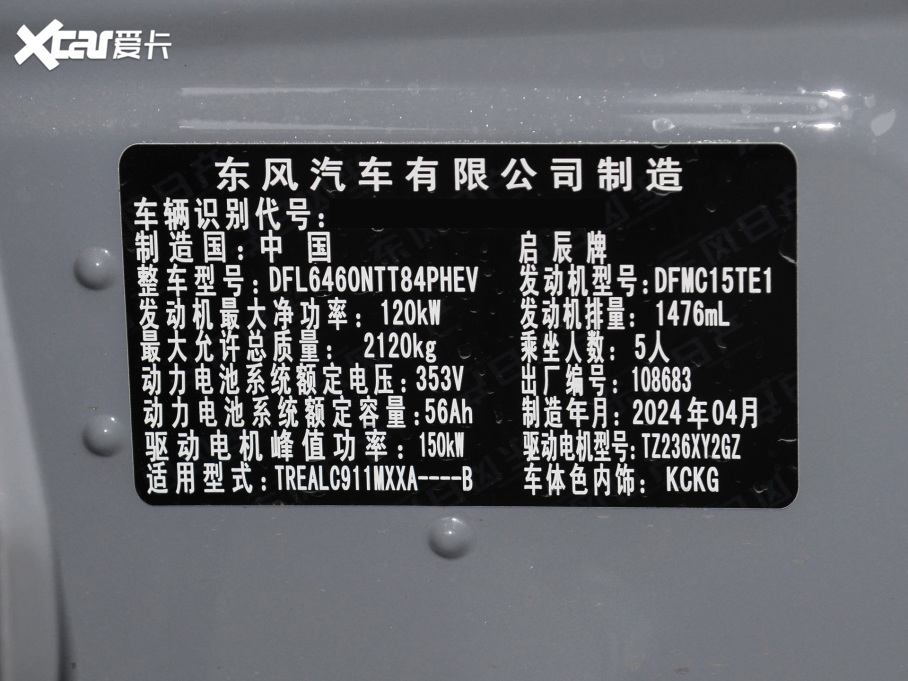 Xcar爱卡
东风汽车有限公司制造
车辆识别代号:
制造国:中国 启辰牌
整车型号:DFL6460NTT84PHEV 发动机型号:DFMC15TE1
发动机最大净功率:120kW 发动机排量:1476mL
最大允许总质量: 2120kg 乘坐人数:5人
动力电池系统额定电压:353V 出厂编号:108683
动力电池系统额定容量:56Ah 制造年月:2024年04月
驱动电机峰值功率:150kW 驱动电机型号:TZ236XY2GZ
适用型式:TREALC911MXXA----B 车体色内饰: KCKG